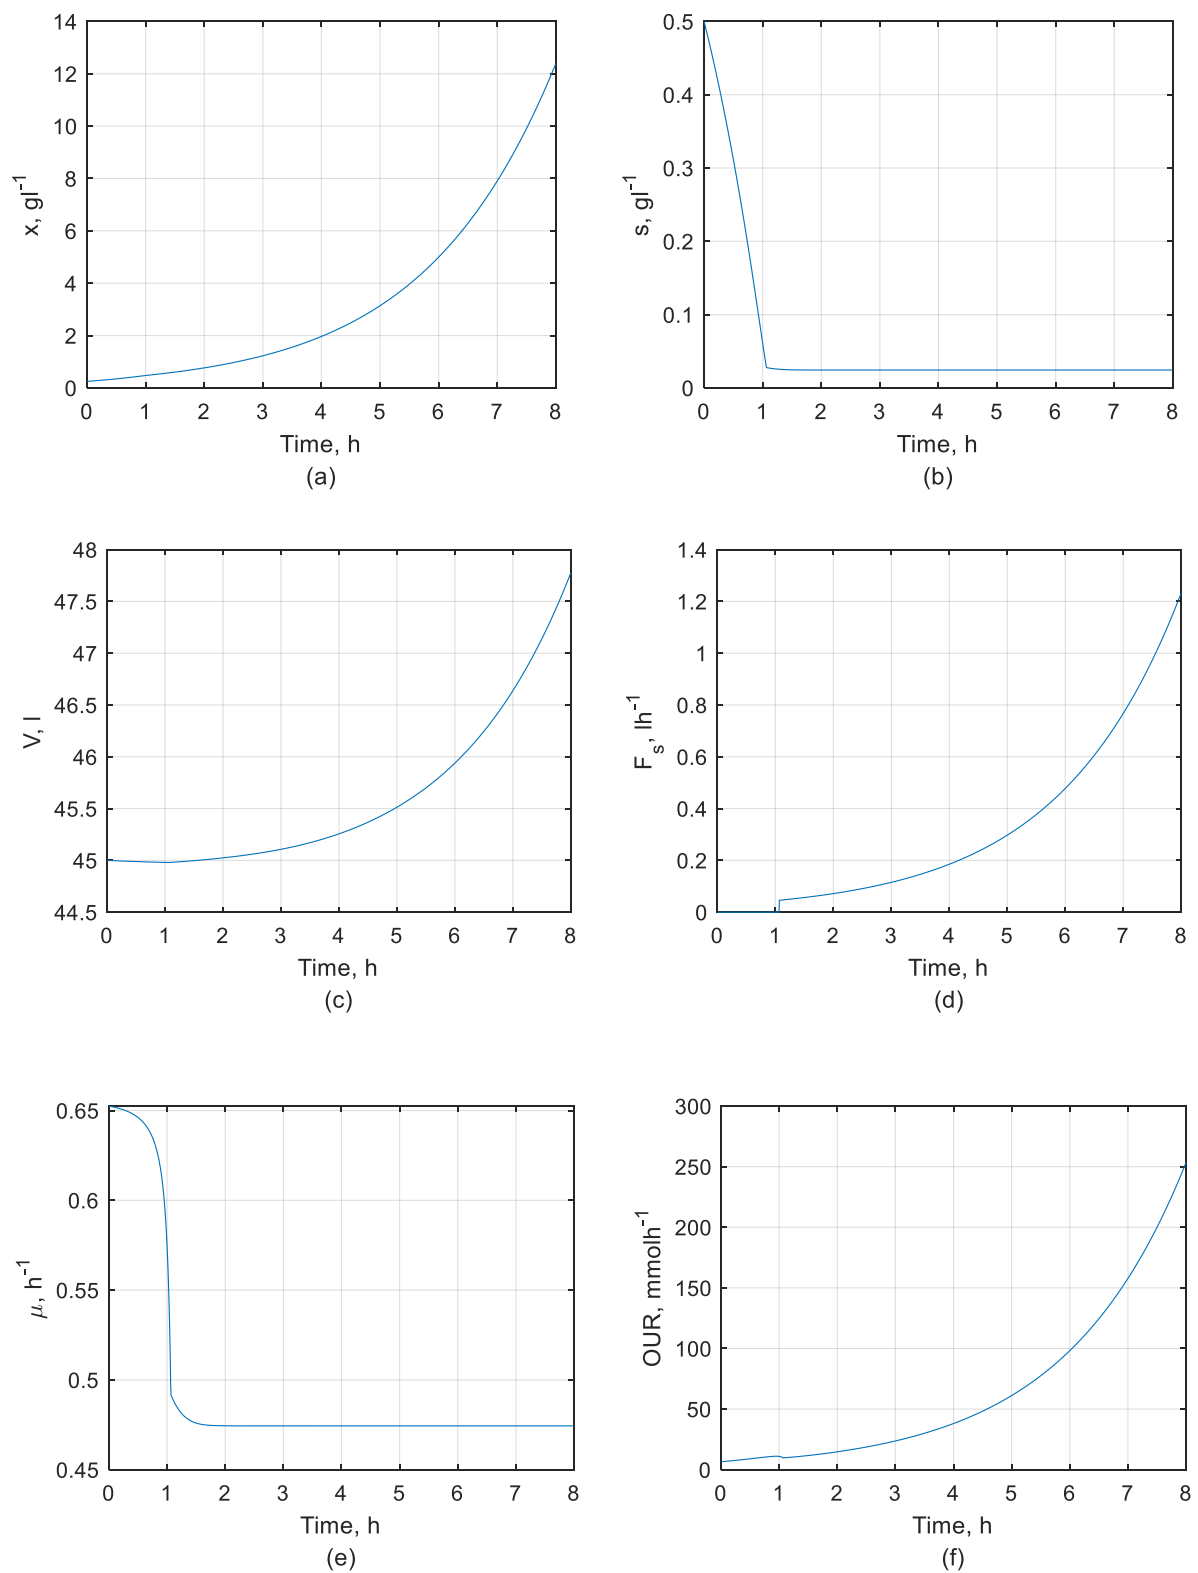 14
12
10
8
6
4
2
0
x, gl-1
0 1 2 3 4 5 6 7 8
Time, h
(a)
0.5
0.4
0.3
0.2
0.1
0
s, gl-1
0 1 2 3 4 5 6 7 8
Time, h
(b)
48
47.5
47
46.5
46
45.5
45
44.5
V, l
0 1 2 3 4 5 6 7 8
Time, h
(c)
1.4
1.2
1
0.8
0.6
0.4
0.2
0
Fs, lh-1
0 1 2 3 4 5 6 7 8
Time, h
(d)
0.65
0.6
0.55
0.5
0.45
μ, h-1
0 1 2 3 4 5 6 7 8
Time, h
(e)
300
250
200
150
100
50
0
OUR, mmolh-1
0 1 2 3 4 5 6 7 8
Time, h
(f)